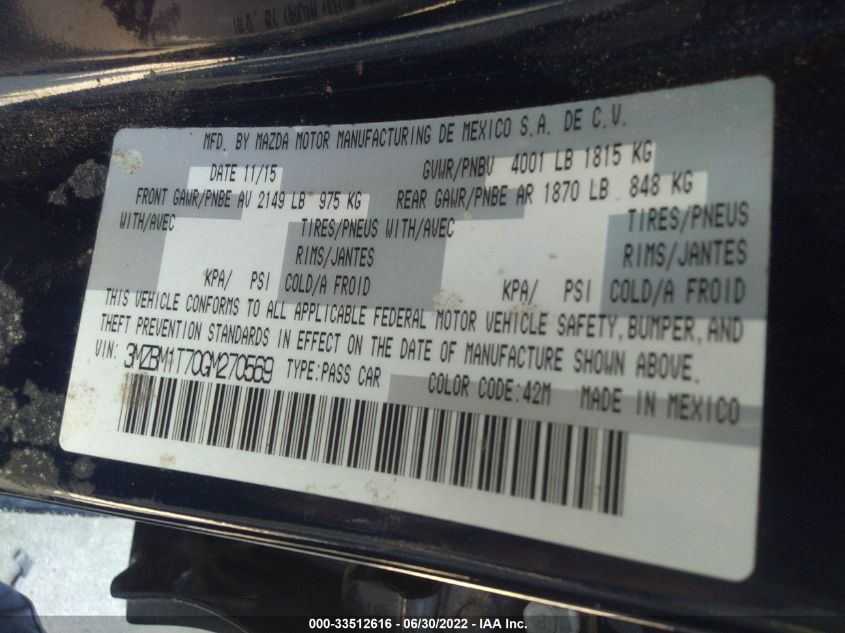 MFD. BY MAZDA MOTOR MANUFACTURING DE MEXICO S.A. DE C.V.
DATE 11/15 GVWR/PNBV 4001 LB 1815 KG
FRONT GAWR/PNBE AV 2149 LB 975 KG REAR GAWR/PNBE AR 1870 LB 848 KG
WITH/AVEC TIRES/PNEUS WITH/AVEC TIRES/PNEUS
RIMS/JANTES RIMS/JANTES
KPA/ PSI COLD/A FROID KPA/ PSI COLD/A FROID
THIS VEHICLE CONFORMS TO ALL APPLICABLE FEDERAL MOTOR VEHICLE SAFETY, BUMPER, AND
THEFT PREVENTION STANDARDS IN EFFECT ON THE DATE OF MANUFACTURE SHOWN ABOVE.
VIN: 3MZBM1T70GM270569 TYPE:PASS CAR COLOR CODE:42M MADE IN MEXICO
000-33512616 - 06/30/2022 - IAA Inc.